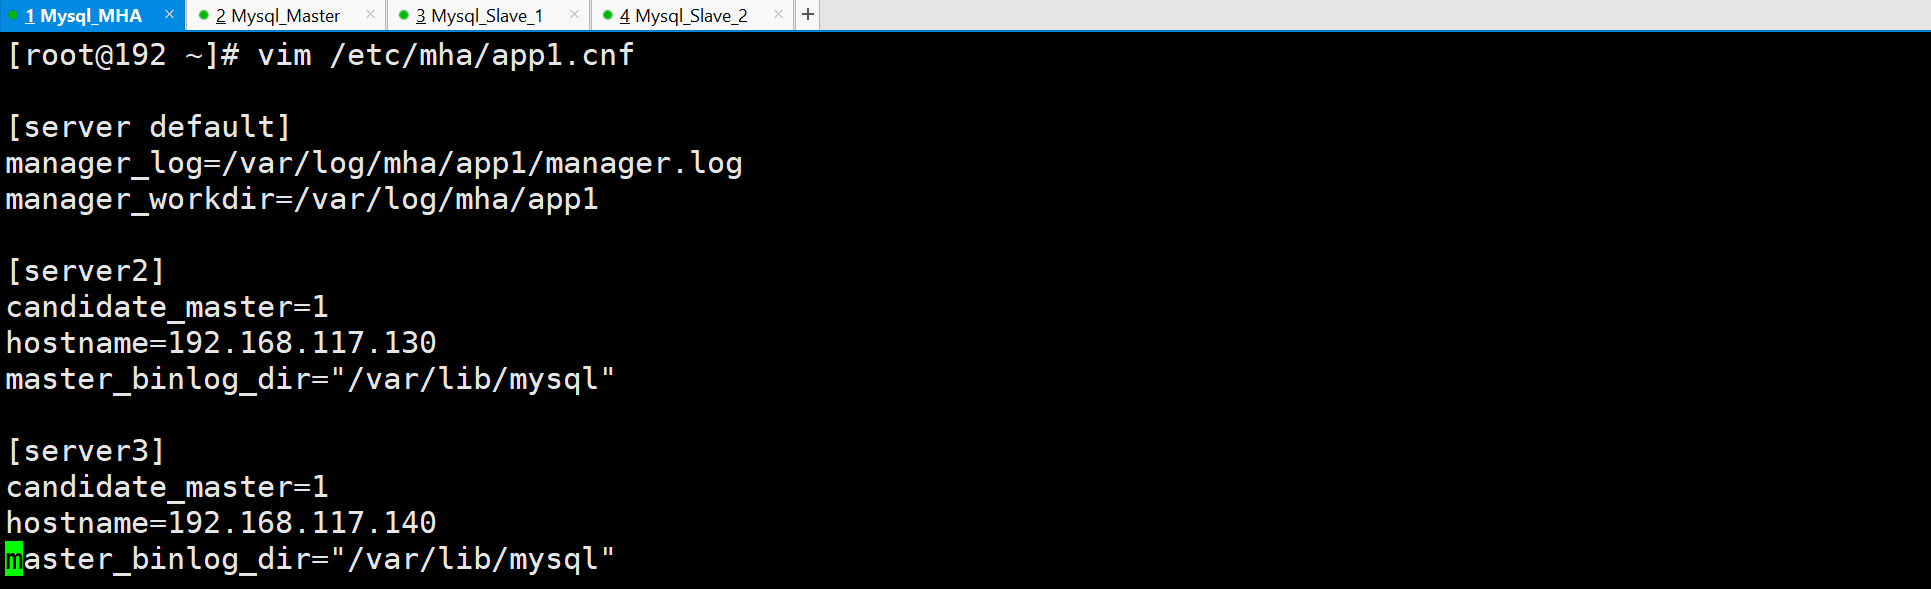 1 Mysql_MHA × 2 Mysql_Master × 3 Mysql_Slave_1 × 4 Mysql_Slave_2 × +
[root@192 ~]# vim /etc/mha/app1.cnf
[server default]
manager_log=/var/log/mha/app1/manager.log
manager_workdir=/var/log/mha/app1
[server2]
candidate_master=1
hostname=192.168.117.130
master_binlog_dir="/var/lib/mysql"
[server3]
candidate_master=1
hostname=192.168.117.140
master_binlog_dir="/var/lib/mysql"